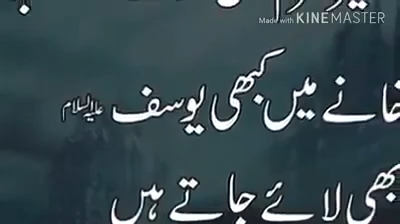 Made with KINEMASTER
خانے میں کبھی یوسف علیہ السلام
بھی لائے جاتے ہیں